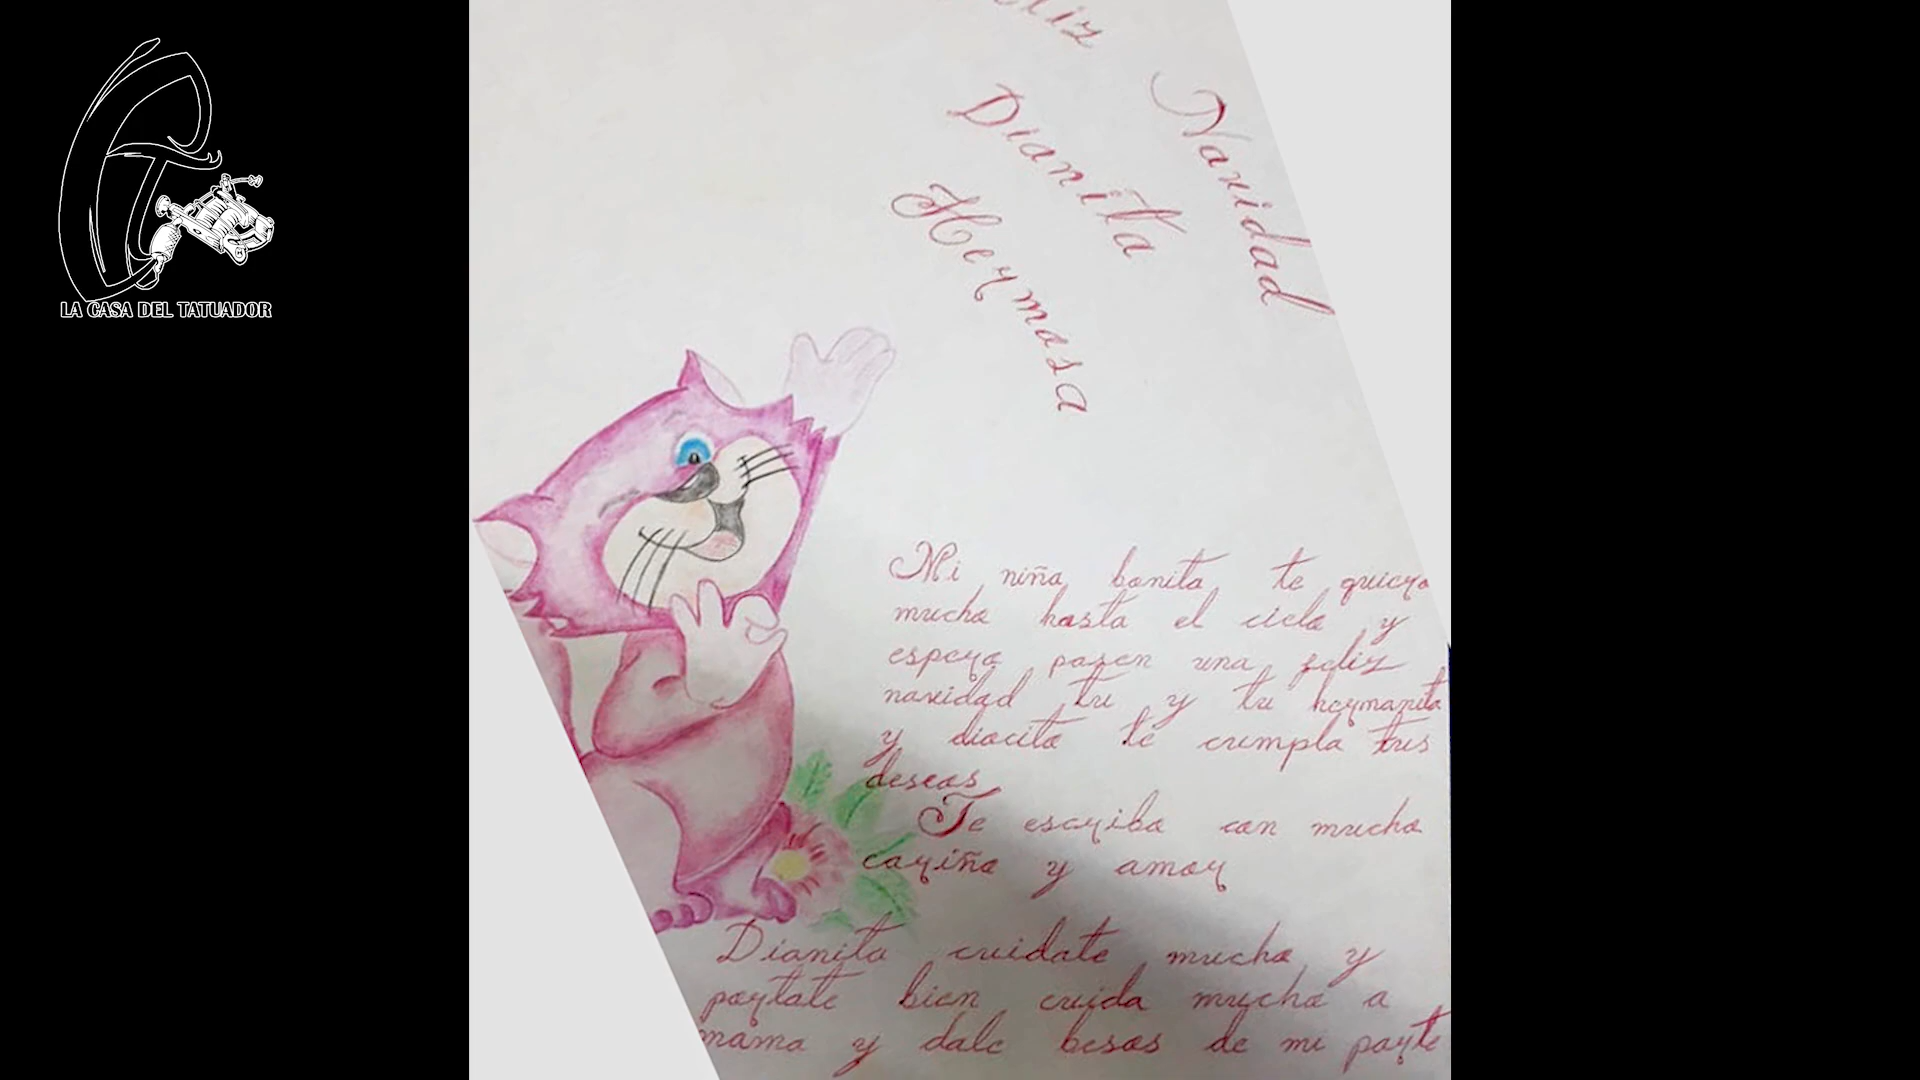 LA CASA DEL TATUADOR
Navidad
Dianita
Hermosa
Mi niña bonita te quiero
mucho hasta el cielo y
espero pasen una feliz
navidad tu y tu hermanita
y diocito te cumpla tus
deseos
Te escribo con mucho
cariño y amor
Dianita cuidate mucho y
portate bien cuida mucho a
mama y dale besos de mi parte